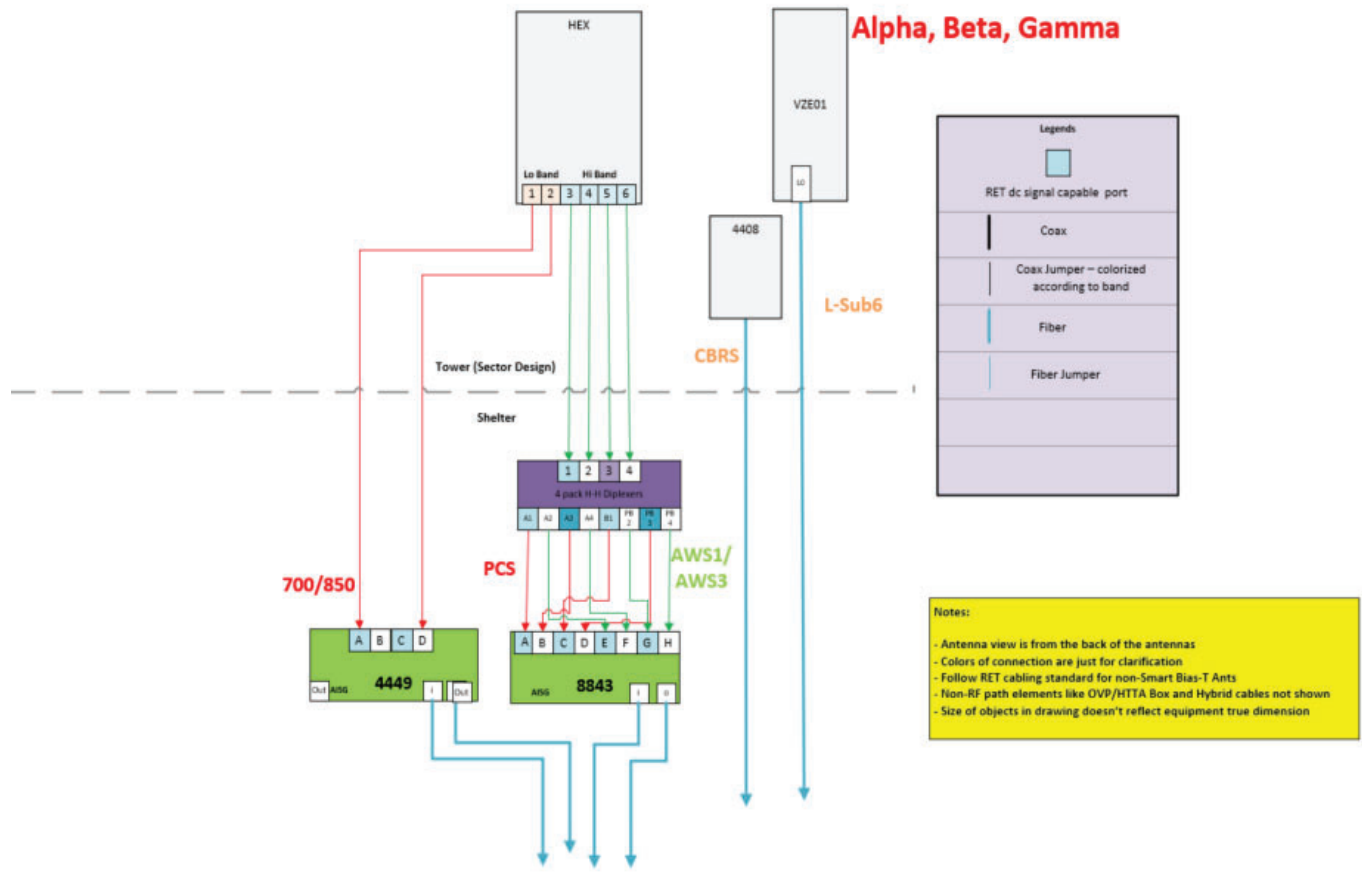 HEX
Alpha, Beta, Gamma
VZE01
Lo Band Hi Band
1 2 3 4 5 6
LO
4408
L-Sub6
CBRS
Legends
RET dc signal capable port
Coax
Coax Jumper – colorized
according to band
Fiber
Fiber Jumper
Tower (Sector Design)
Shelter
1 2 3 4
4 pack H-H Diplexers
A1 A2 A3 A4 B1 PB 2 PB 3 PB 4
PCS
AWS1/
AWS3
700/850
A B C D
Out AISG 4449 I Out
A B C D E F G H
AISG 8843 I 0
Notes:
- Antenna view is from the back of the antennas
- Colors of connection are just for clarification
- Follow RET cabling standard for non-Smart Bias-T Ants
- Non-RF path elements like OVP/HTTA Box and Hybrid cables not shown
- Size of objects in drawing doesn't reflect equipment true dimension